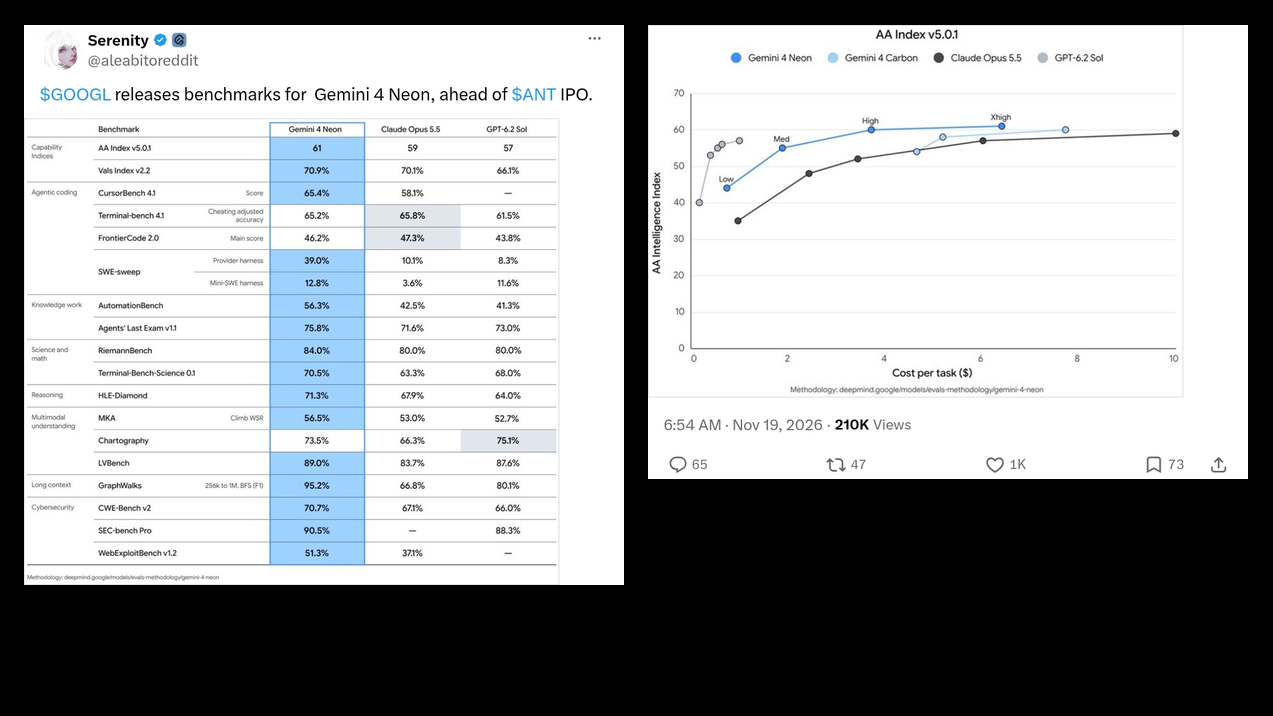 Serenity
@aleabitoreddit
$GOOGL releases benchmarks for Gemini 4 Neon, ahead of $ANT IPO.
Benchmark Gemini 4 Neon Claude Opus 5.5 GPT-6.2 Sol
Capability Indices AA Index v5.0.1 61 59 57
Vals Index v2.2 70.9% 70.1% 66.1%
Agentic coding CursorBench 4.1 Score 65.4% 58.1% —
Terminal-bench 4.1 Cheating adjusted accuracy 65.2% 65.8% 61.5%
FrontierCode 2.0 Main score 46.2% 47.3% 43.8%
SWE-sweep Provider harness 39.0% 10.1% 8.3%
Mini-SWE harness 12.8% 3.6% 11.6%
Knowledge work AutomationBench 56.3% 42.5% 41.3%
Agents' Last Exam v1.1 75.8% 71.6% 73.0%
Science and math RiemannBench 84.0% 80.0% 80.0%
Terminal-Bench-Science 0.1 70.5% 63.3% 68.0%
Reasoning HLE-Diamond 71.3% 67.9% 64.0%
Multimodal understanding MKA Climb WSR 56.5% 53.0% 52.7%
Chartography 73.5% 66.3% 75.1%
LVBench 89.0% 83.7% 87.6%
Long context GraphWalks 256k to 1M, BFS (F1) 95.2% 66.8% 80.1%
Cybersecurity CWE-Bench v2 70.7% 67.1% 66.0%
SEC-bench Pro 90.5% — 88.3%
WebExploitBench v1.2 51.3% 37.1% —
Methodology: deepmind.google/models/evals-methodology/gemini-4-neon
AA Index v5.0.1
Gemini 4 Neon Gemini 4 Carbon Claude Opus 5.5 GPT-6.2 Sol
AA Intelligence Index
70
60
50
40
30
20
10
0
Low
Med
High
Xhigh
0 2 4 6 8 10
Cost per task ($)
Methodology: deepmind.google/models/evals-methodology/gemini-4-neon
6:54 AM · Nov 19, 2026 · 210K Views
65 47 1K 73